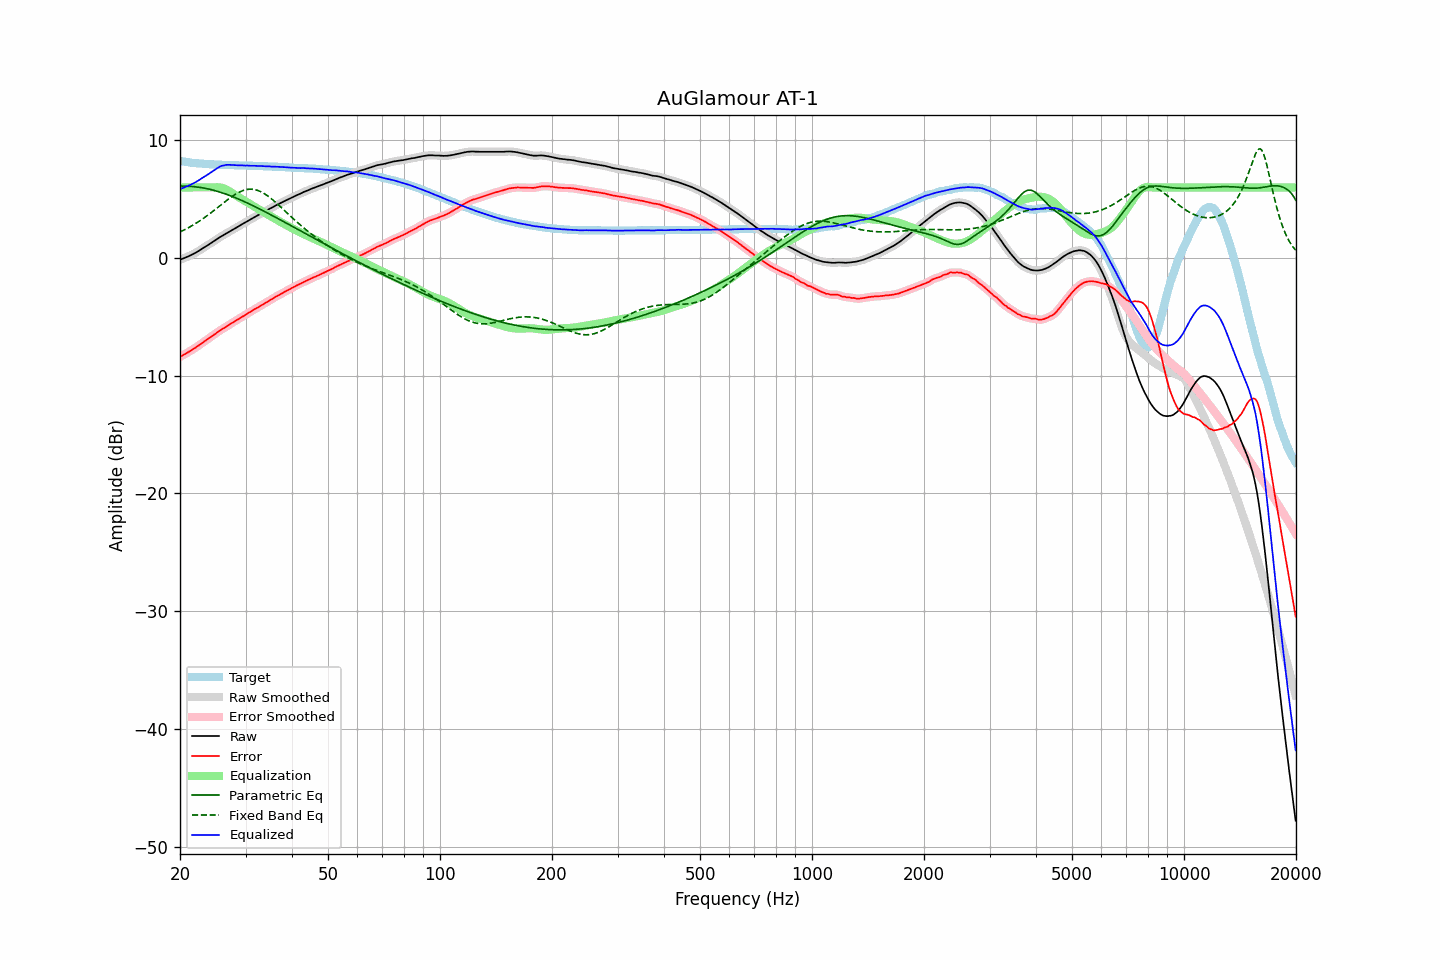 AuGlamour AT-1
Amplitude (dBr)
10
0
−10
−20
−30
−40
−50
Target
Raw Smoothed
Error Smoothed
Raw
Error
Equalization
Parametric Eq
Fixed Band Eq
Equalized
20 50 100 200 500 1000 2000 5000 10000 20000
Frequency (Hz)